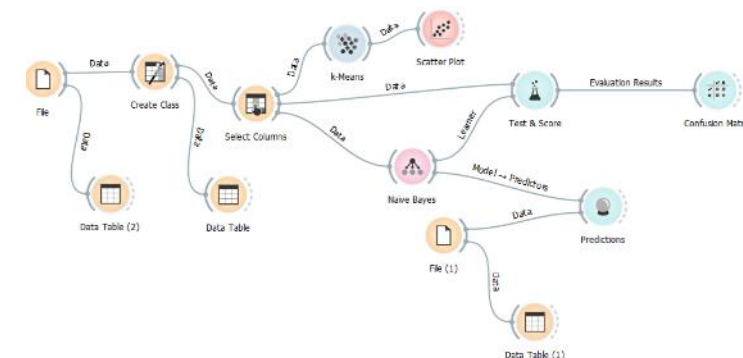 Data
Data
File
Data
Data Table (2)
Create Class
Data
Data
Data Table
Select Columns
Data
k-Means
Data
Scatter Plot
Data
Data
Learner
Naive Bayes
Test & Score
Evaluation Results
Confusion Matr
Model → Predictors
Data
Predictions
File (1)
Data
Data Table (1)